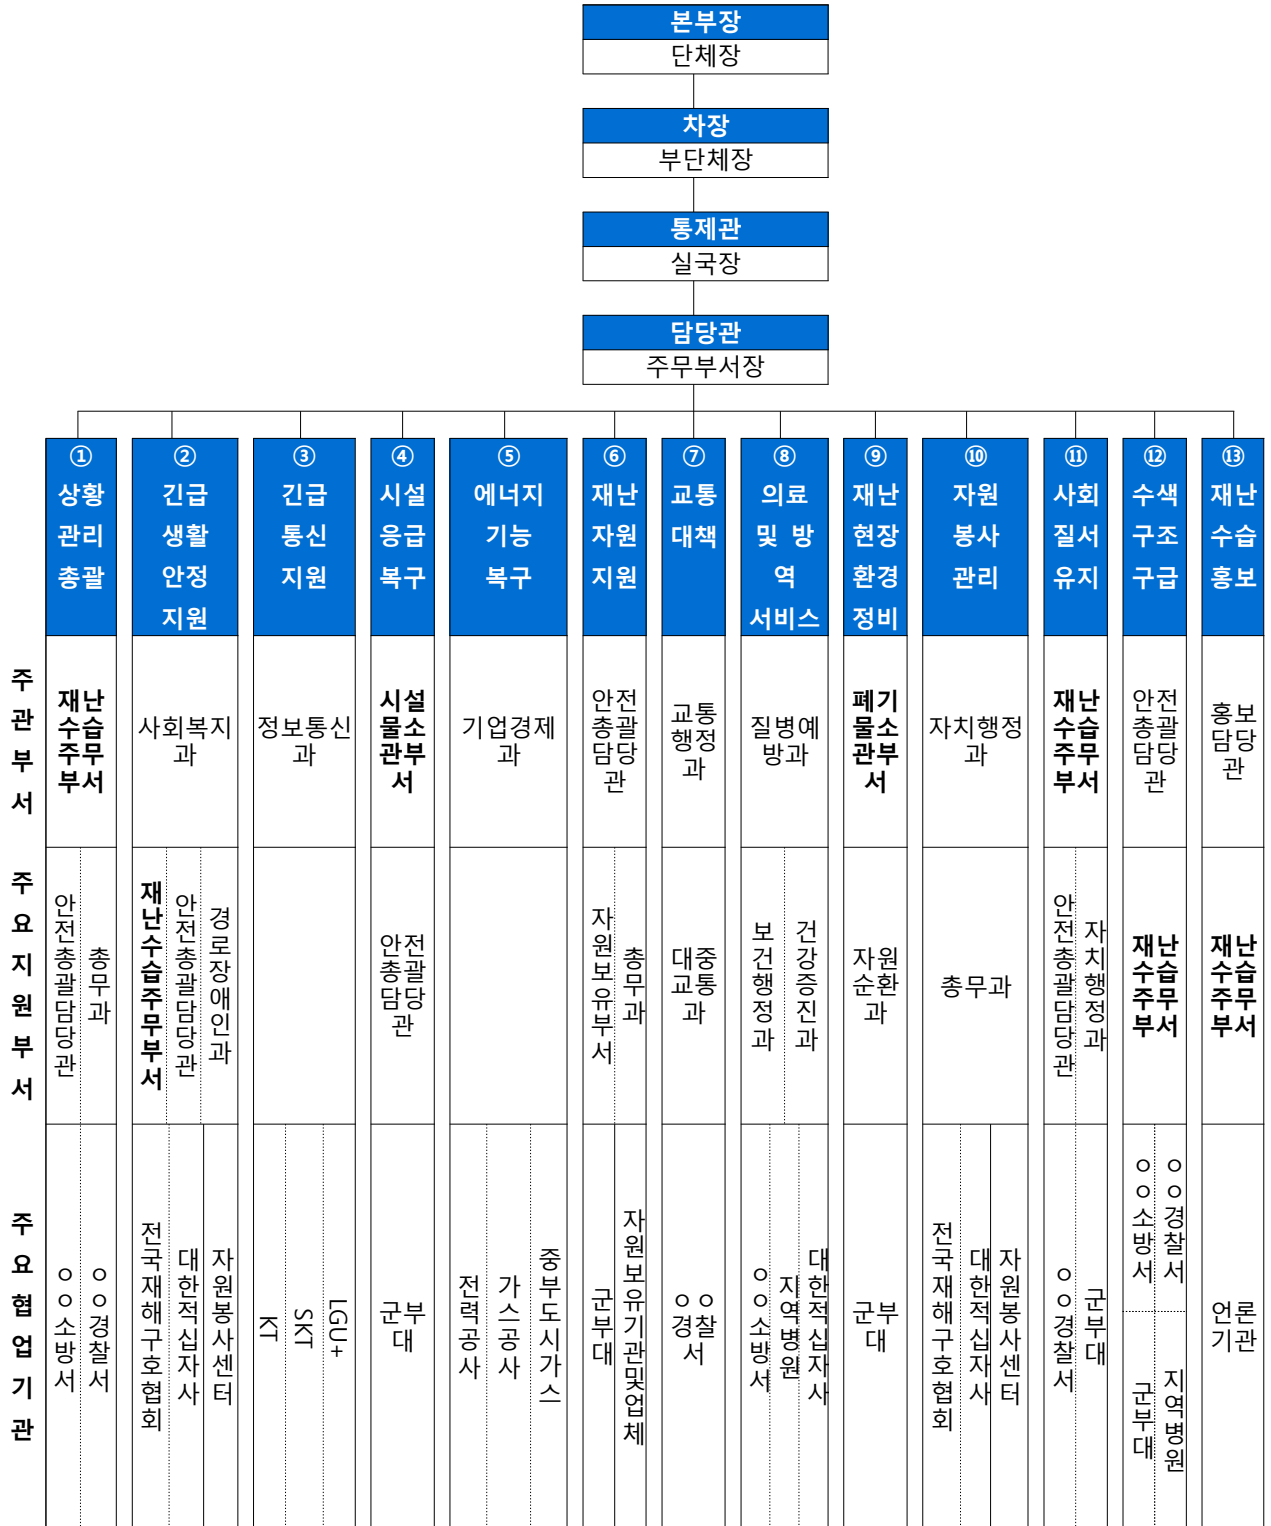 본부장
단체장
차장
부단체장
통제관
실국장
담당관
주무부서장
①
상황
관리
총괄
②
긴급
생활
안정
지원
③
긴급
통신
지원
④
시설
응급
복구
⑤
에너지
기능
복구
⑥
재난
자원
지원
⑦
교통
대책
⑧
의료
및 방
역
서비스
⑨
재난
현장
환경
정비
⑩
자원
봉사
관리
⑪
사회
질서
유지
⑫
수색
구조
구급
⑬
재난
수습
홍보
주관부서
재난
수습
주무
부서
사회복지
과
정보통신
과
시설
물소
관부
서
기업경제
과
안전
총괄
담당
관
교통
행정
과
질병예
방과
폐기
물소
관부
서
자치행정
과
재난
수습
주무
부서
안전
총괄
담당
관
홍보
담당
관
주요지원부서
안전총괄담당관
총무과
재난수습주무부서
안전총괄담당관
경로장애인과
안전
총괄
담당
관
자원보유부서
총무과
대중
교통
과
보건행정과
건강증진과
자원
순환
과
총무과
안전총괄담당관
자치행정과
재난
수습
주무
부서
재난
수습
주무
부서
주요협업기관
ㅇㅇ소방서
ㅇㅇ경찰서
전국재해구호협회
대한적십자사
자원봉사센터
KT
SKT
LGU+
군부
대
전력공사
가스공사
중부도시가스
군부대
자원보유기관및업체
ㅇㅇ
경찰
서
ㅇㅇ소방서
지역병원
대한적십자사
군부
대
전국재해구호협회
대한적십자사
자원봉사센터
ㅇㅇ경찰서
군부대
ㅇㅇ소방서
ㅇㅇ경찰서
군부대
지역병원
언론
기관